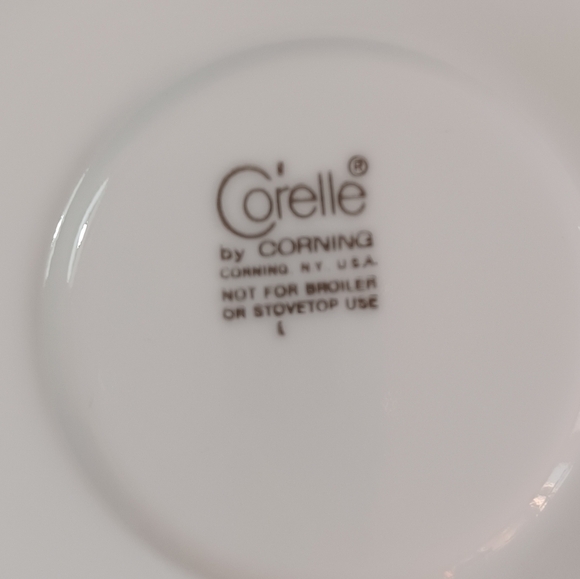 Corelle®
by CORNING
CORNING, N.Y. U.S.A.
NOT FOR BROILER
OR STOVETOP USE